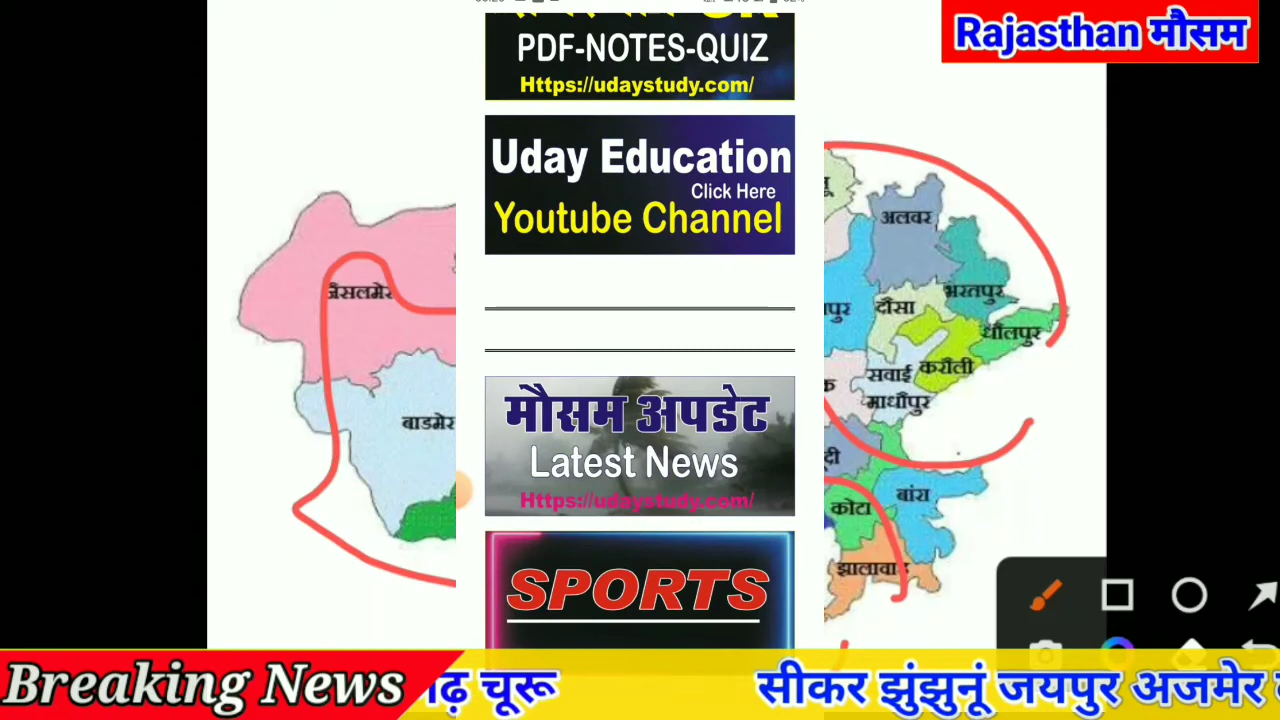 Rajasthan मौसम
PDF-NOTES-QUIZ
Https://udaystudy.com/
Uday Education
Click Here
Youtube Channel
मौसम अपडेट
Latest News
Https://udaystudy.com/
SPORTS
जैसलमेर
बाडमेर
अलवर
भरतपुर
दौसा
धौलपुर
करौली
सवाई
माधौपुर
कोटा
बांरा
झालावाड
Breaking News
चूरू
सीकर झुंझुनूं जयपुर अजमेर